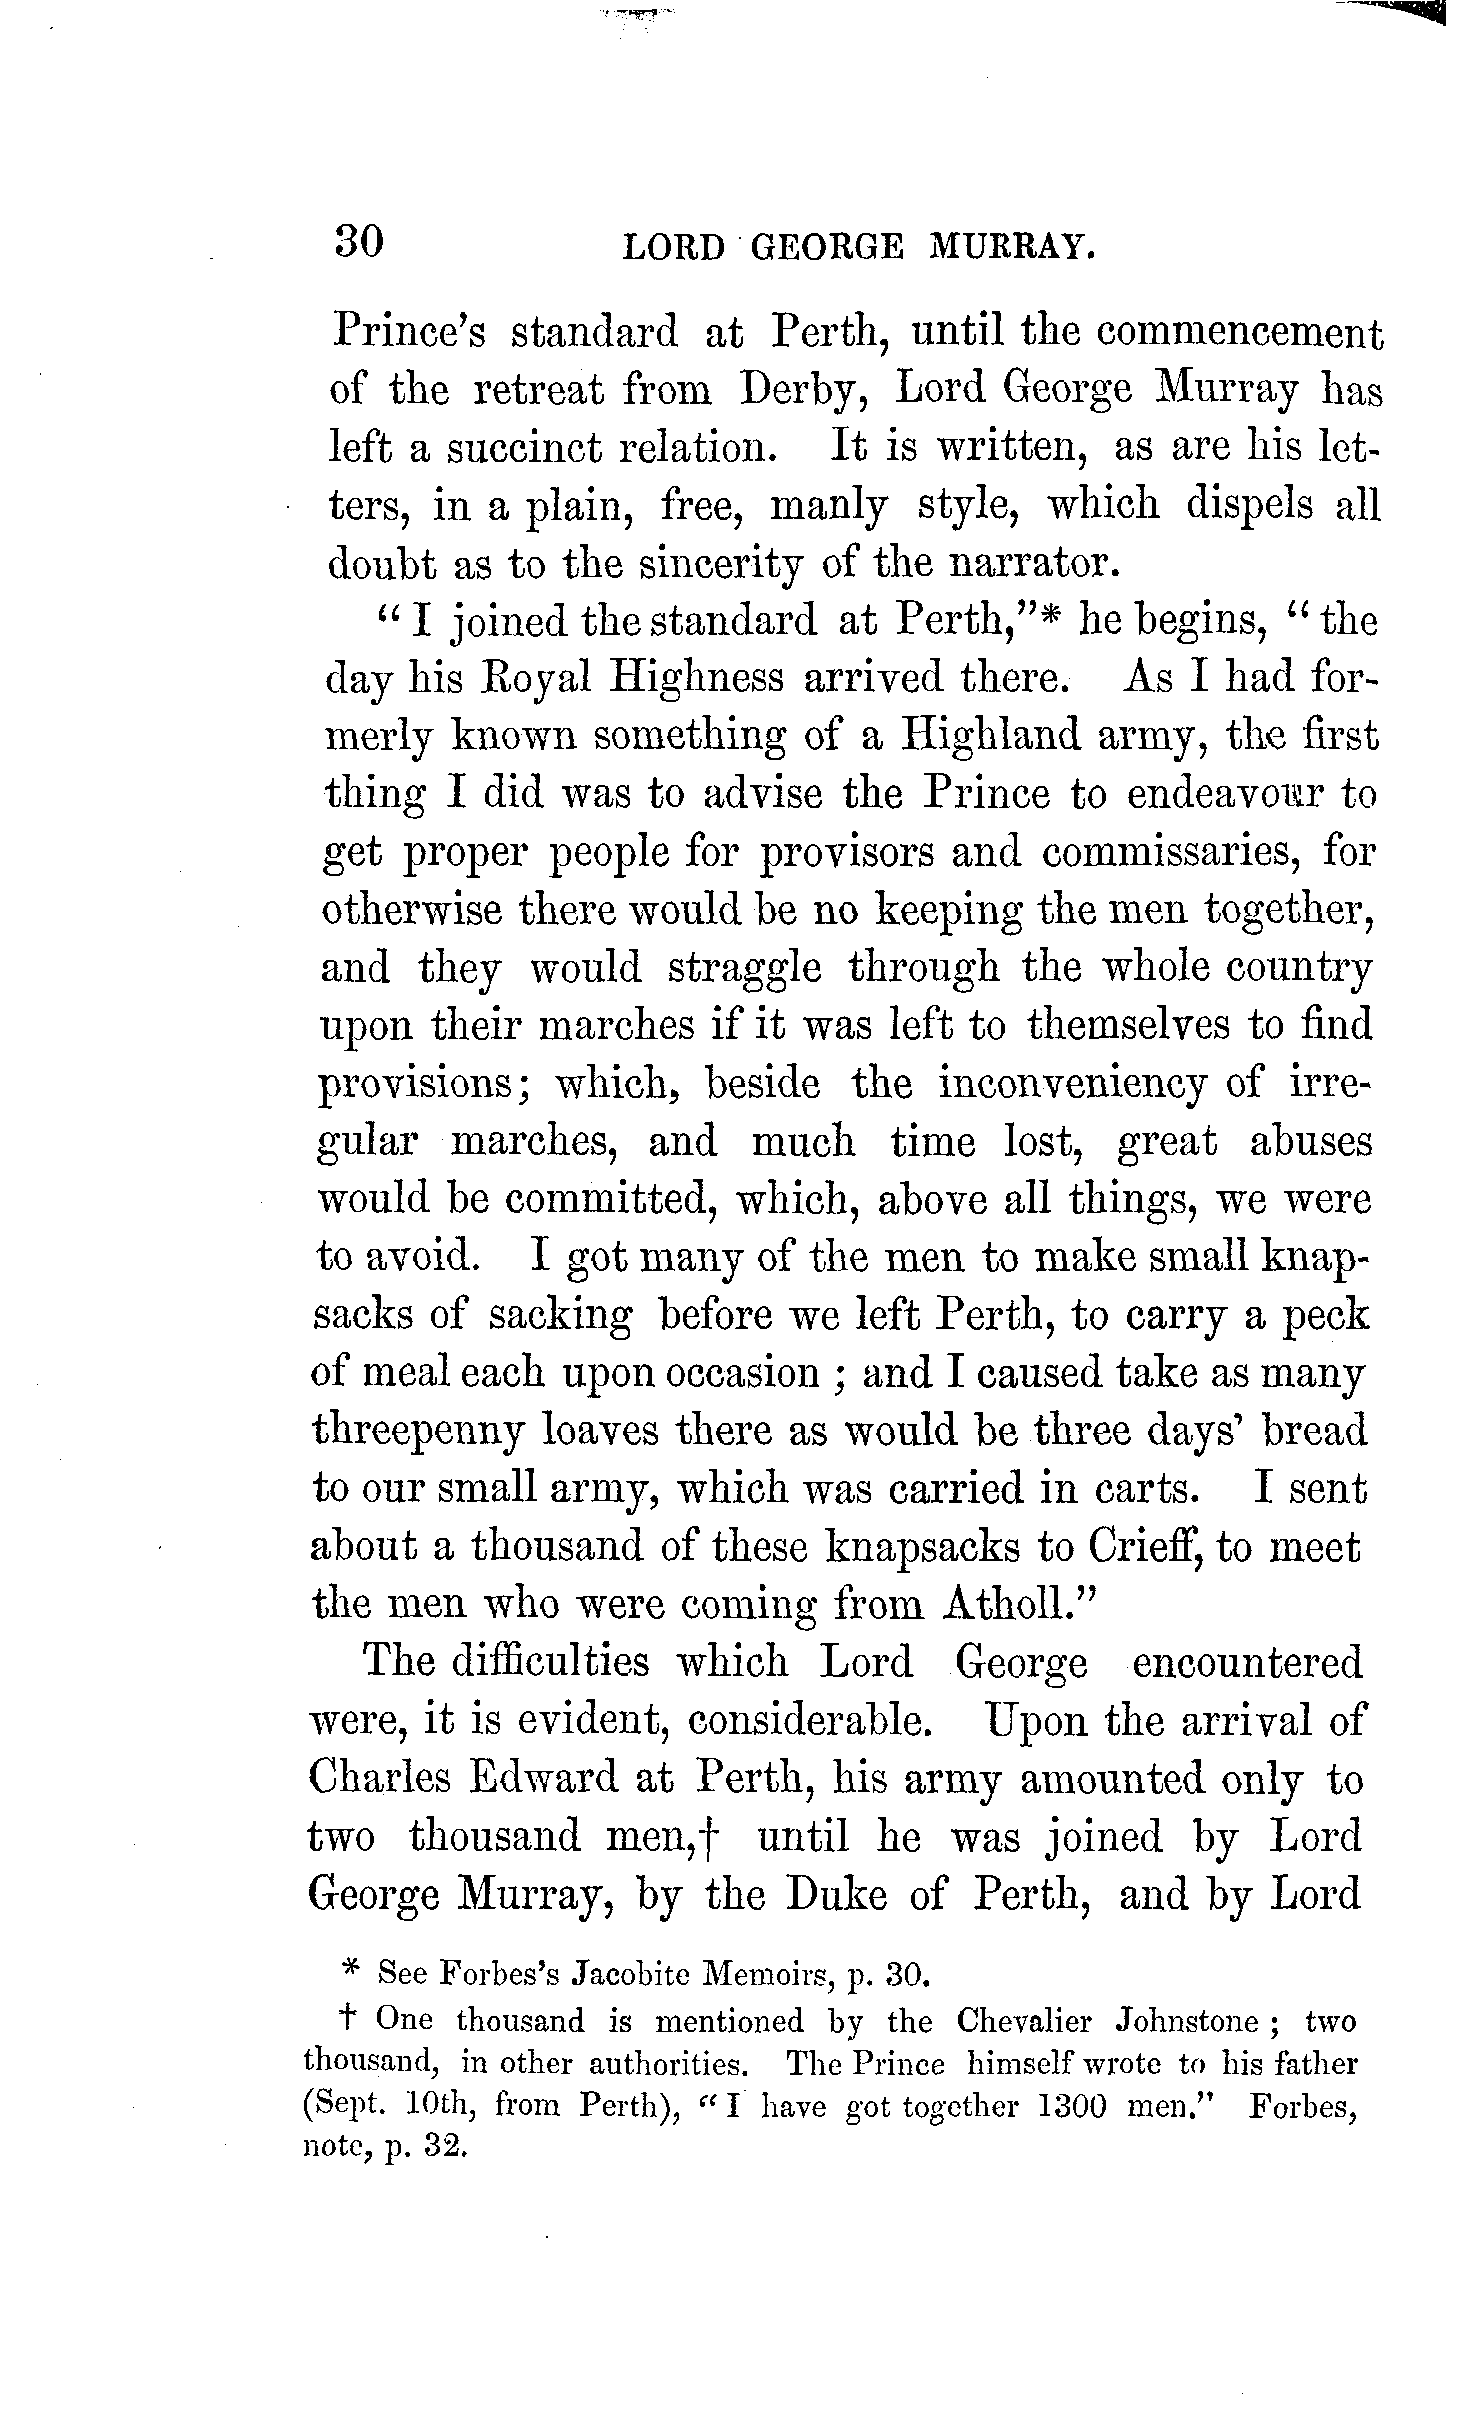 30 LORD GEORGE MURRAY.
Prince's standard at Perth, until the commencement
of the retreat from Derby, Lord George Murray has
left a succinct relation. It is written, as are his let-
ters, in a plain, free, manly style, which dispels all
doubt as to the sincerity of the narrator.
"I joined the standard at Perth,"* he begins, "the
day his Royal Highness arrived there. As I had for-
merly known something of a Highland army, the first
thing I did was to advise the Prince to endeavour to
get proper people for provisors and commissaries, for
otherwise there would be no keeping the men together,
and they would straggle through the whole country
upon their marches if it was left to themselves to find
provisions; which, beside the inconveniency of irre-
gular marches, and much time lost, great abuses
would be committed, which, above all things, we were
to avoid. I got many of the men to make small knap-
sacks of sacking before we left Perth, to carry a peck
of meal each upon occasion ; and I caused take as many
threepenny loaves there as would be three days' bread
to our small army, which was carried in carts. I sent
about a thousand of these knapsacks to Crieff, to meet
the men who were coming from Atholl."
The difficulties which Lord George encountered
were, it is evident, considerable. Upon the arrival of
Charles Edward at Perth, his army amounted only to
two thousand men,† until he was joined by Lord
George Murray, by the Duke of Perth, and by Lord
* See Forbes's Jacobite Memoirs, p. 30.
† One thousand is mentioned by the Chevalier Johnstone ; two
thousand, in other authorities. The Prince himself wrote to his father
(Sept. 10th, from Perth), "I have got together 1300 men." Forbes,
note, p. 32.